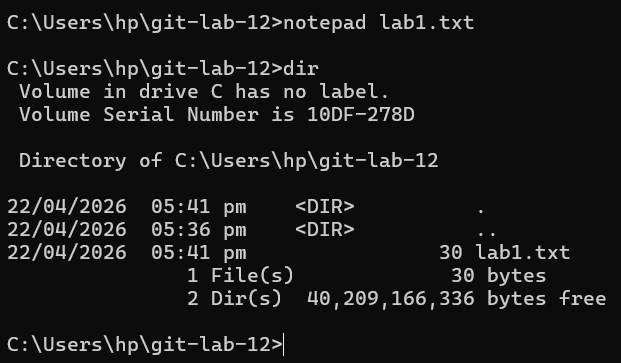 C:\Users\hp\git-lab-12>notepad lab1.txt
C:\Users\hp\git-lab-12>dir
Volume in drive C has no label.
Volume Serial Number is 10DF-278D
Directory of C:\Users\hp\git-lab-12
22/04/2026  05:41 pm    <DIR>          .
22/04/2026  05:36 pm    <DIR>          ..
22/04/2026  05:41 pm                30 lab1.txt
1 File(s)             30 bytes
2 Dir(s)  40,209,166,336 bytes free
C:\Users\hp\git-lab-12>